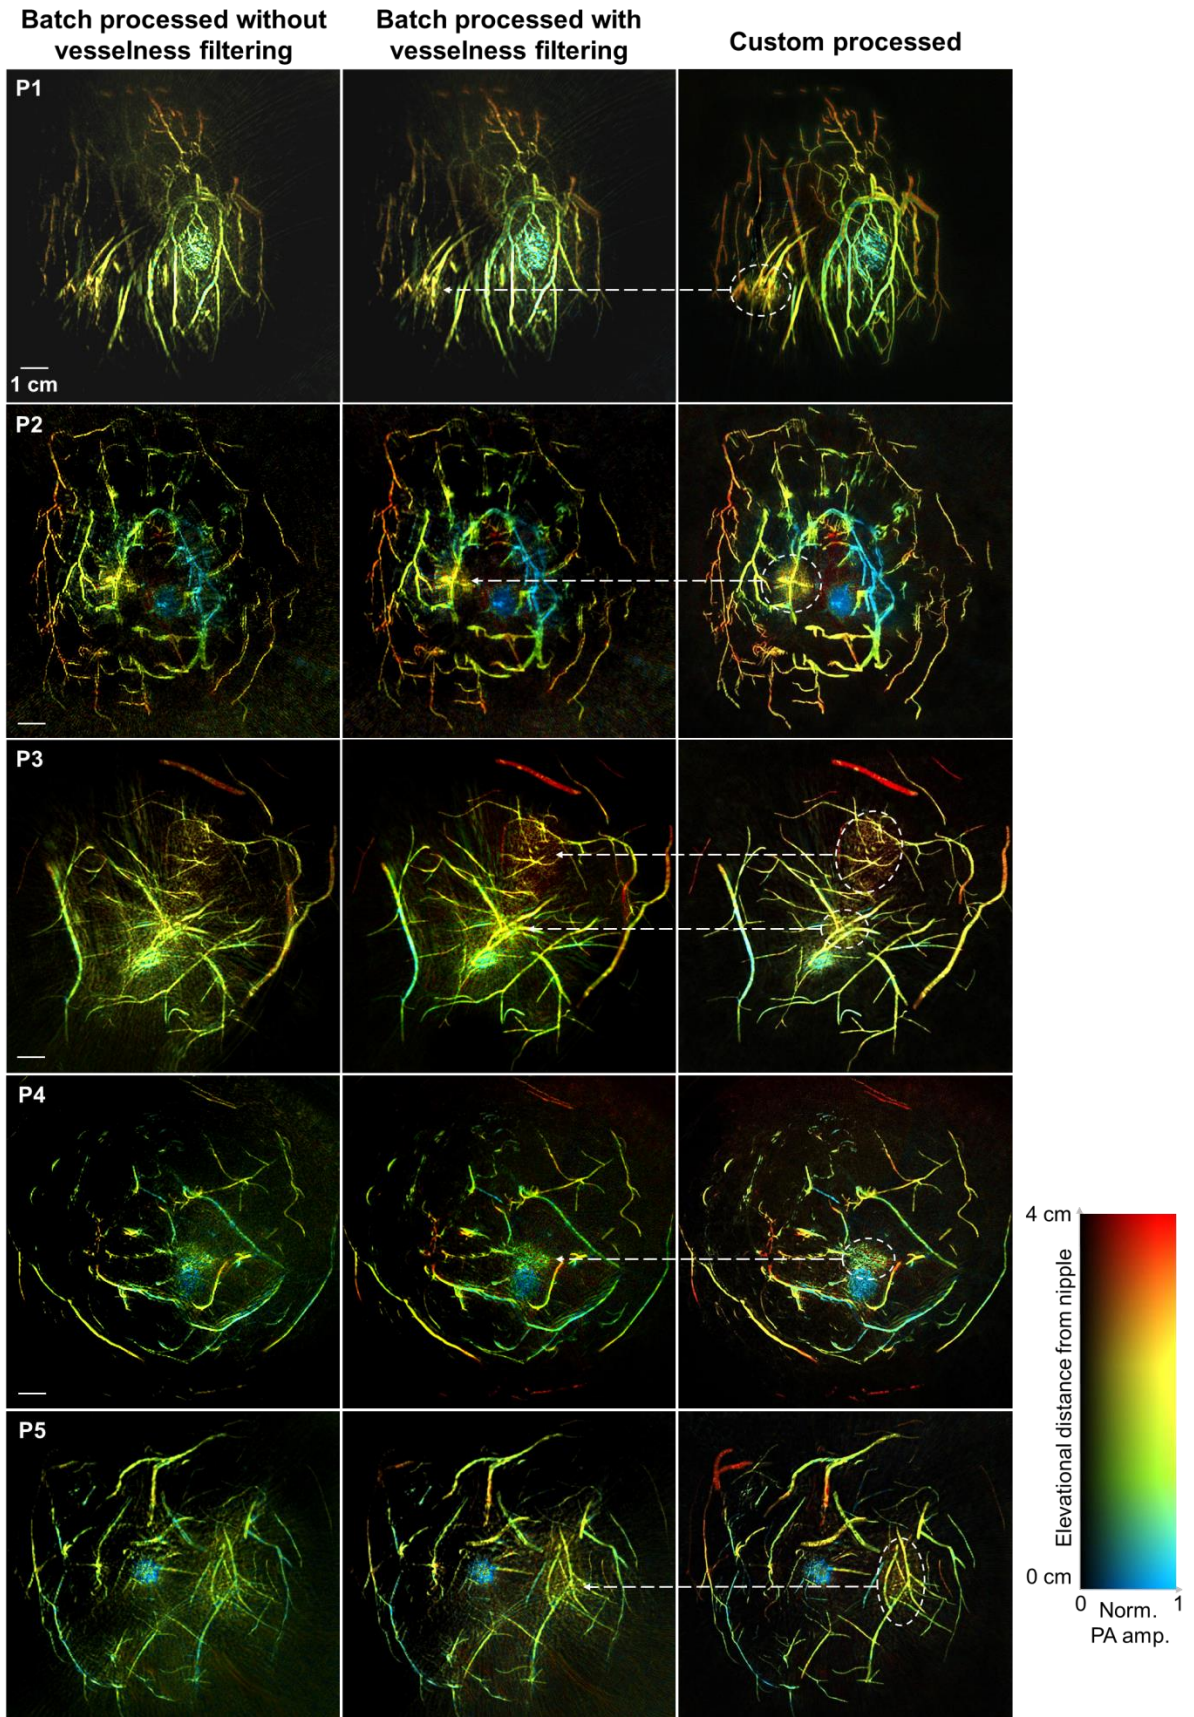 Batch processed without
vesselness filtering
Batch processed with
vesselness filtering
Custom processed
P1
1 cm
P2
P3
P4
P5
4 cm
Elevational distance from nipple
0 cm
0
1
Norm.
PA amp.